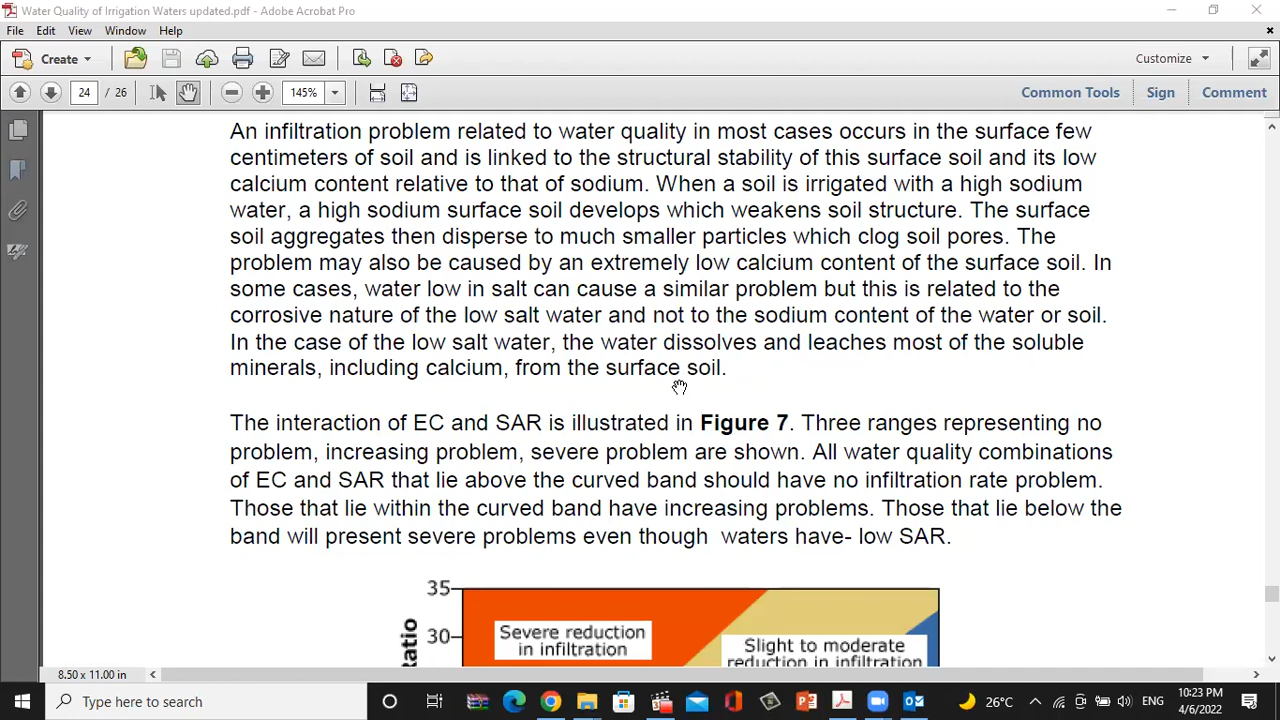 Water Quality of Irrigation Waters updated.pdf - Adobe Acrobat Pro
File Edit View Window Help
Create Customize
24 / 26 145% Common Tools Sign Comment
An infiltration problem related to water quality in most cases occurs in the surface few
centimeters of soil and is linked to the structural stability of this surface soil and its low
calcium content relative to that of sodium. When a soil is irrigated with a high sodium
water, a high sodium surface soil develops which weakens soil structure. The surface
soil aggregates then disperse to much smaller particles which clog soil pores. The
problem may also be caused by an extremely low calcium content of the surface soil. In
some cases, water low in salt can cause a similar problem but this is related to the
corrosive nature of the low salt water and not to the sodium content of the water or soil.
In the case of the low salt water, the water dissolves and leaches most of the soluble
minerals, including calcium, from the surface soil.
The interaction of EC and SAR is illustrated in Figure 7. Three ranges representing no
problem, increasing problem, severe problem are shown. All water quality combinations
of EC and SAR that lie above the curved band should have no infiltration rate problem.
Those that lie within the curved band have increasing problems. Those that lie below the
band will present severe problems even though waters have- low SAR.
35
30
atio
Severe reduction
in infiltration
Slight to moderate
reduction in infiltration
8.50 x 11.00 in
Type here to search
26°C ENG
10:23 PM
4/6/2022